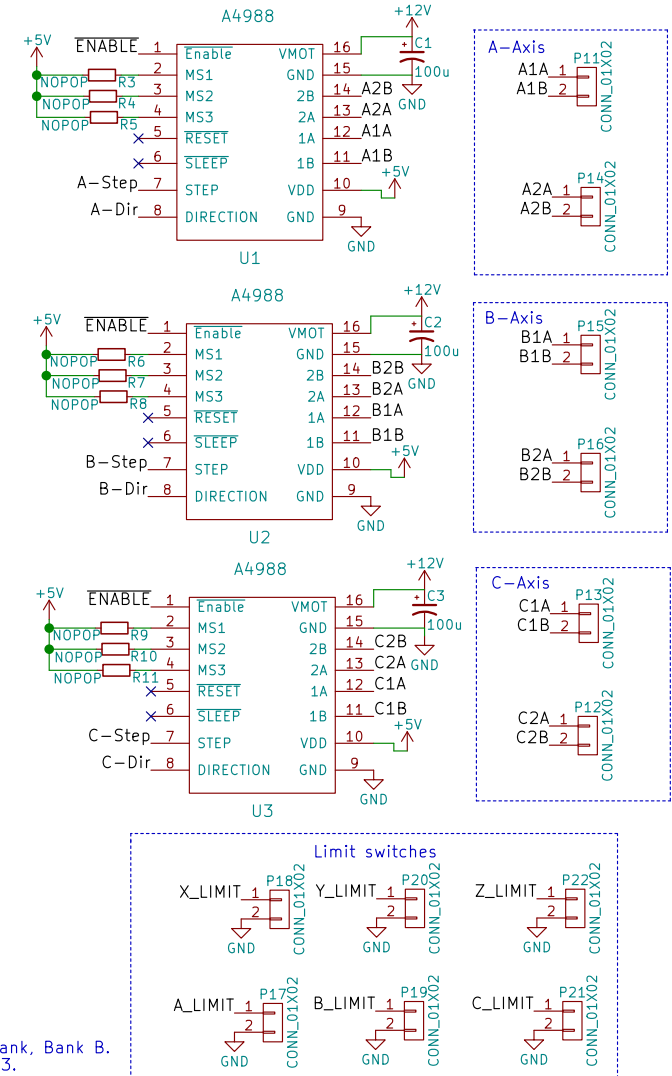 A4988
+12V
+5V
ENABLE
1 Enable VMOT 16
C1
100u
NOPOP R3 2 MS1 GND 15
GND
NOPOP R4 3 MS2 2B 14 A2B
NOPOP R5 4 MS3 2A 13 A2A
5 RESET 1A 12 A1A
6 SLEEP 1B 11 A1B
+5V
A-Step 7 STEP VDD 10
A-Dir 8 DIRECTION GND 9
GND
U1
A-Axis
P11
A1A 1
A1B 2
CONN_01X02
P14
A2A 1
A2B 2
CONN_01X02
A4988
+12V
+5V
ENABLE
1 Enable VMOT 16
C2
100u
NOPOP R6 2 MS1 GND 15
GND
NOPOP R7 3 MS2 2B 14 B2B
NOPOP R8 4 MS3 2A 13 B2A
5 RESET 1A 12 B1A
6 SLEEP 1B 11 B1B
+5V
B-Step 7 STEP VDD 10
B-Dir 8 DIRECTION GND 9
GND
U2
B-Axis
P15
B1A 1
B1B 2
CONN_01X02
P16
B2A 1
B2B 2
CONN_01X02
A4988
+12V
+5V
ENABLE
1 Enable VMOT 16
C3
100u
NOPOP R9 2 MS1 GND 15
GND
NOPOP R10 3 MS2 2B 14 C2B
NOPOP R11 4 MS3 2A 13 C2A
5 RESET 1A 12 C1A
6 SLEEP 1B 11 C1B
+5V
C-Step 7 STEP VDD 10
C-Dir 8 DIRECTION GND 9
GND
U3
C-Axis
P13
C1A 1
C1B 2
CONN_01X02
P12
C2A 1
C2B 2
CONN_01X02
Limit switches
P18
X_LIMIT 1
2
GND
CONN_01X02
P20
Y_LIMIT 1
2
GND
CONN_01X02
P22
Z_LIMIT 1
2
GND
CONN_01X02
P17
A_LIMIT 1
2
GND
CONN_01X02
P19
B_LIMIT 1
2
GND
CONN_01X02
P21
C_LIMIT 1
2
GND
CONN_01X02
ank, Bank B.
3.